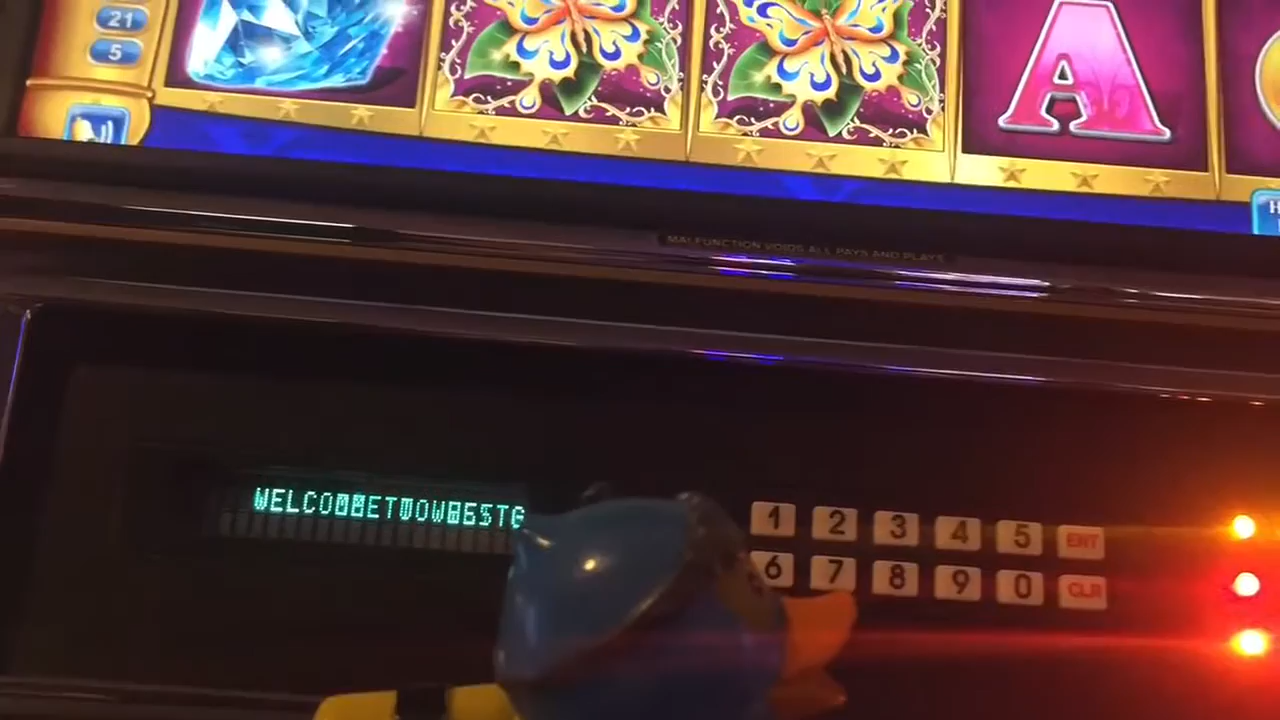 21
5
A
H
MALFUNCTION VOIDS ALL PAYS AND PLAYS
1 2 3 4 5 ENT
6 7 8 9 0 CLR